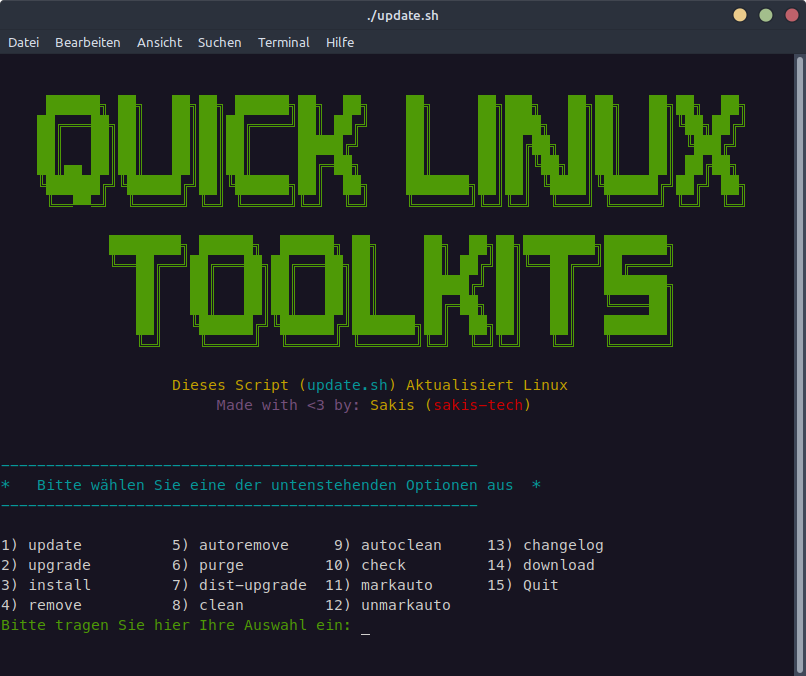 ./update.sh
Datei Bearbeiten Ansicht Suchen Terminal Hilfe
QUICK LINUX
TOOLKITS
Dieses Script (update.sh) Aktualisiert Linux
Made with <3 by: Sakis (sakis-tech)
-----------------------------------------------------
* Bitte wählen Sie eine der untenstehenden Optionen aus *
-----------------------------------------------------
1) update 5) autoremove 9) autoclean 13) changelog
2) upgrade 6) purge 10) check 14) download
3) install 7) dist-upgrade 11) markauto 15) Quit
4) remove 8) clean 12) unmarkauto
Bitte tragen Sie hier Ihre Auswahl ein: _